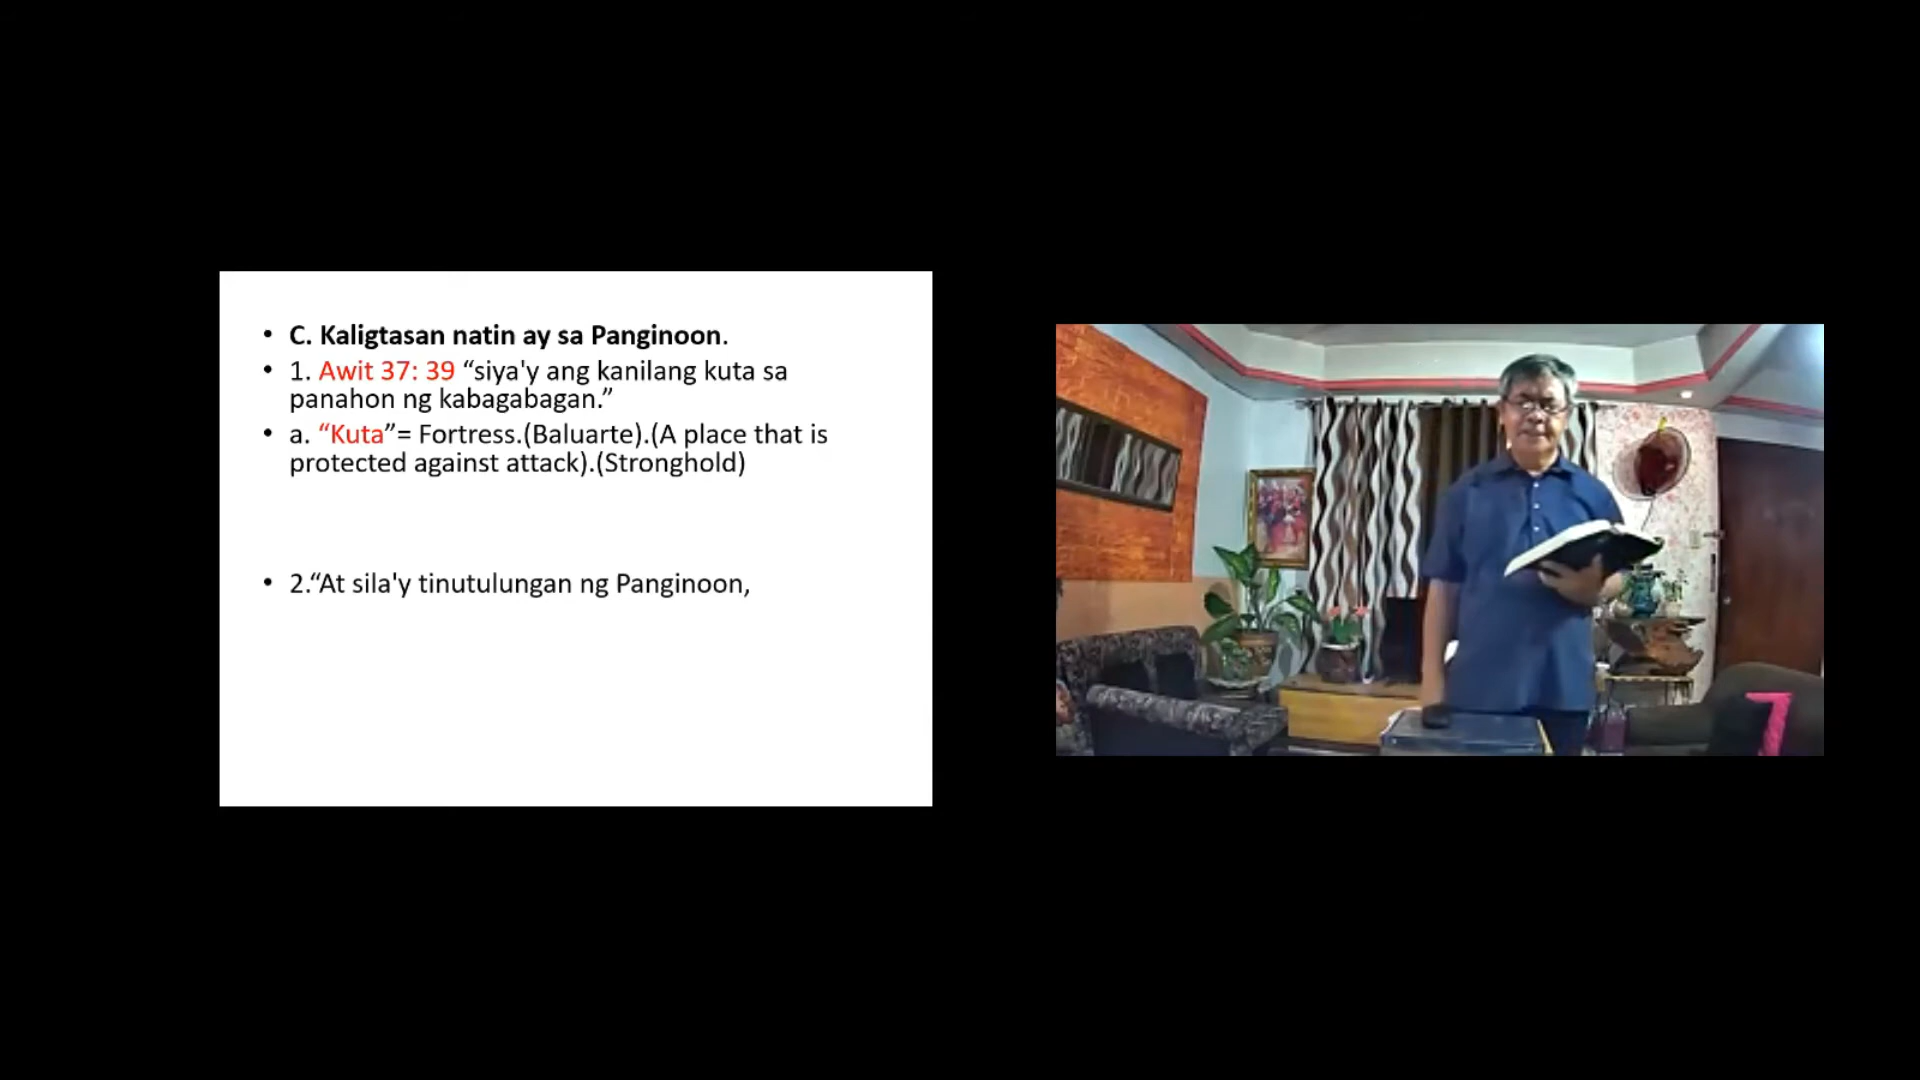 • C. Kaligtasan natin ay sa Panginoon.
• 1. Awit 37: 39 “siya'y ang kanilang kuta sa
panahon ng kabagabagan.”
• a. “Kuta”= Fortress.(Baluarte).(A place that is
protected against attack).(Stronghold)
• 2.“At sila'y tinutulungan ng Panginoon,